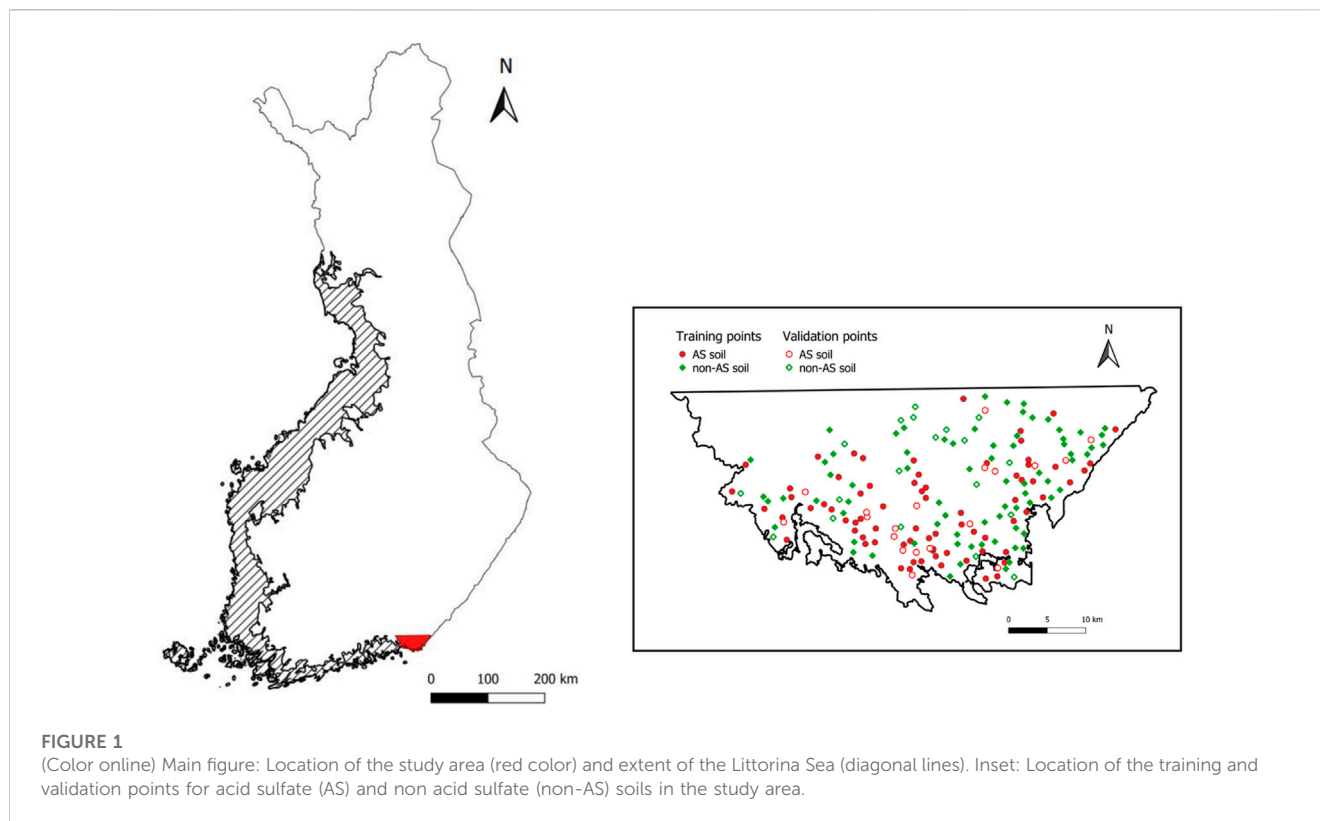 N
0 100 200 km
Training points Validation points
AS soil AS soil
non-AS soil non-AS soil
N
0 5 10 km
FIGURE 1
(Color online) Main figure: Location of the study area (red color) and extent of the Littorina Sea (diagonal lines). Inset: Location of the training and
validation points for acid sulfate (AS) and non acid sulfate (non-AS) soils in the study area.